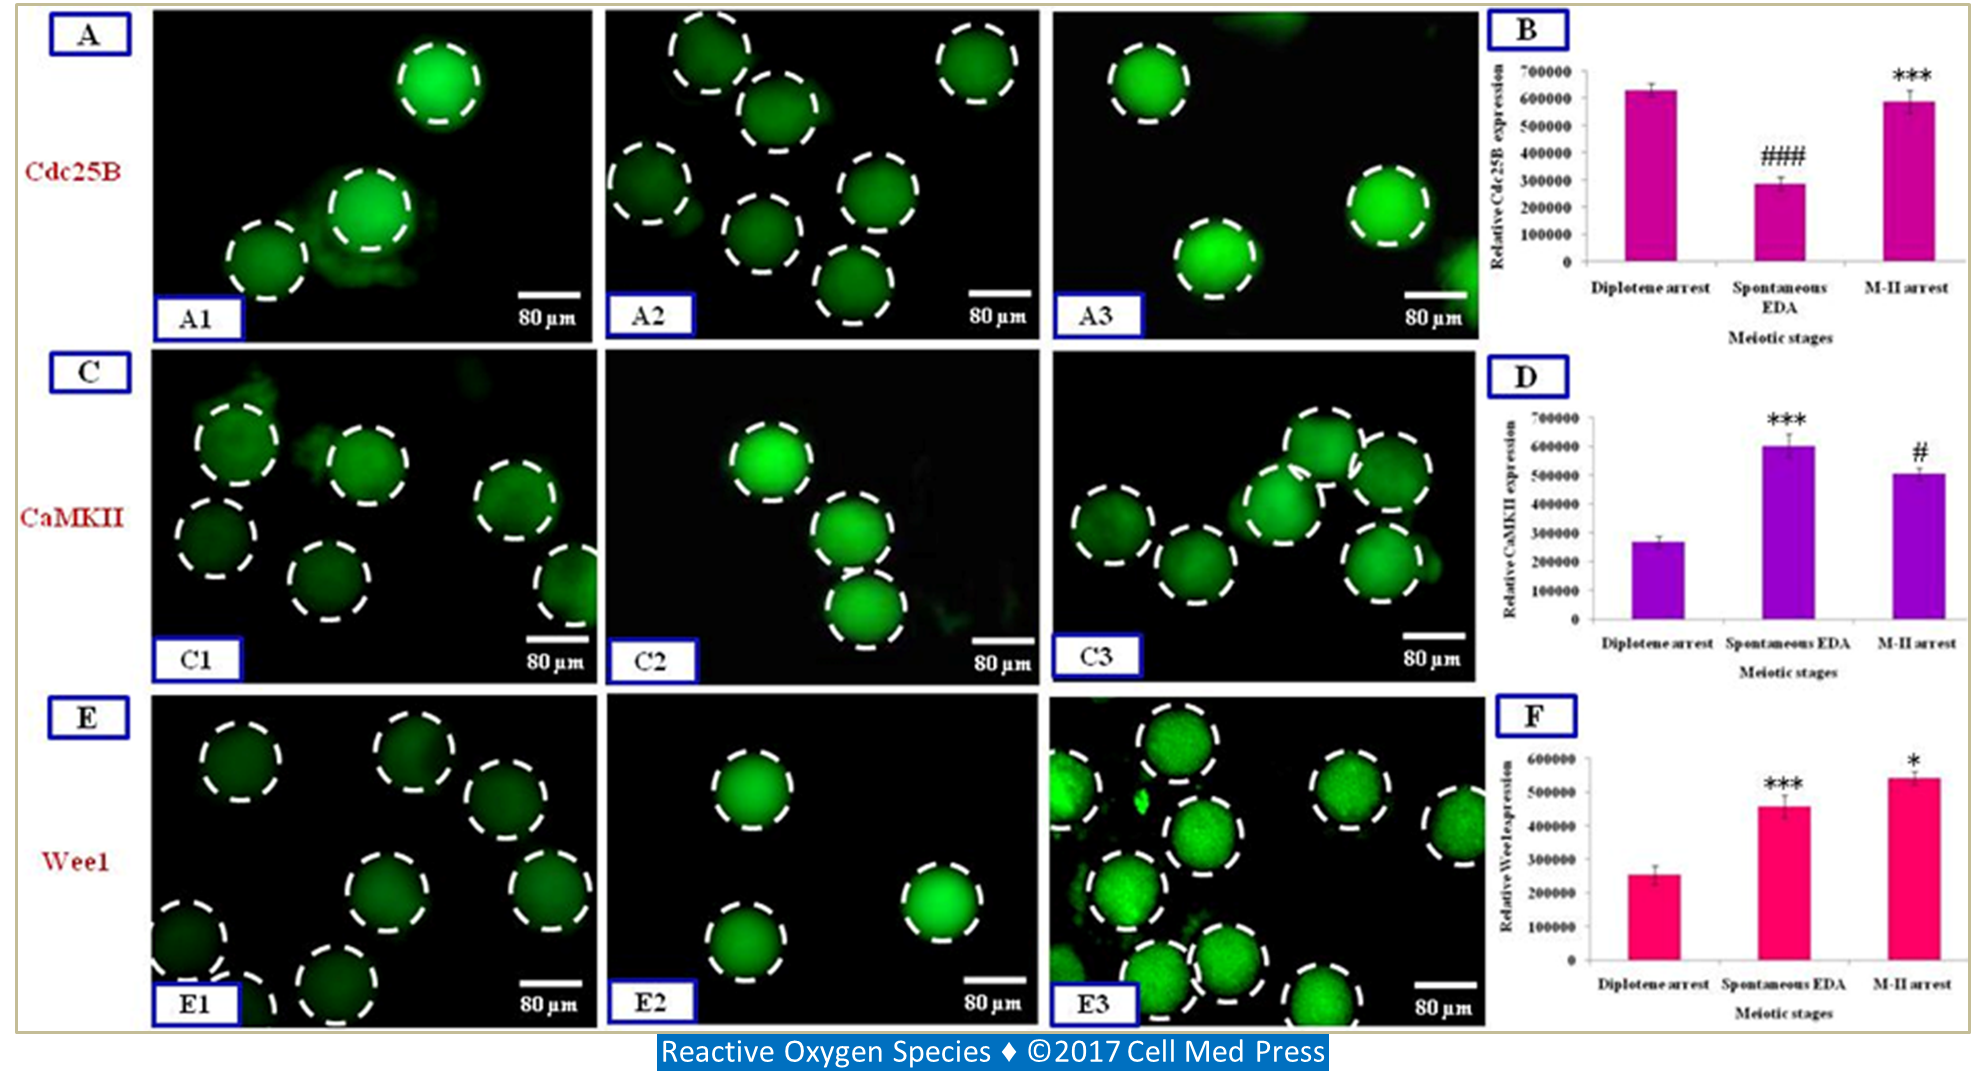 A
Cdc25B
A1
80 µm
A2
80 µm
A3
80 µm
B
Relative Cdc25B expression
700000
600000
500000
400000
300000
200000
100000
0
***
###
Diplotene arrest
Spontaneous
EDA
M-II arrest
Meiotic stages
C
CaMKII
C1
80 µm
C2
80 µm
C3
80 µm
D
Relative CaMKII expression
700000
600000
500000
400000
300000
200000
100000
0
***
#
Diplotene arrest
Spontaneous EDA
M-II arrest
Meiotic stages
E
Wee1
E1
80 µm
E2
80 µm
E3
80 µm
F
Relative Wee1expression
600000
500000
400000
300000
200000
100000
0
***
*
Diplotene arrest
Spontaneous EDA
M-II arrest
Meiotic stages
Reactive Oxygen Species ♦ ©2017 Cell Med Press